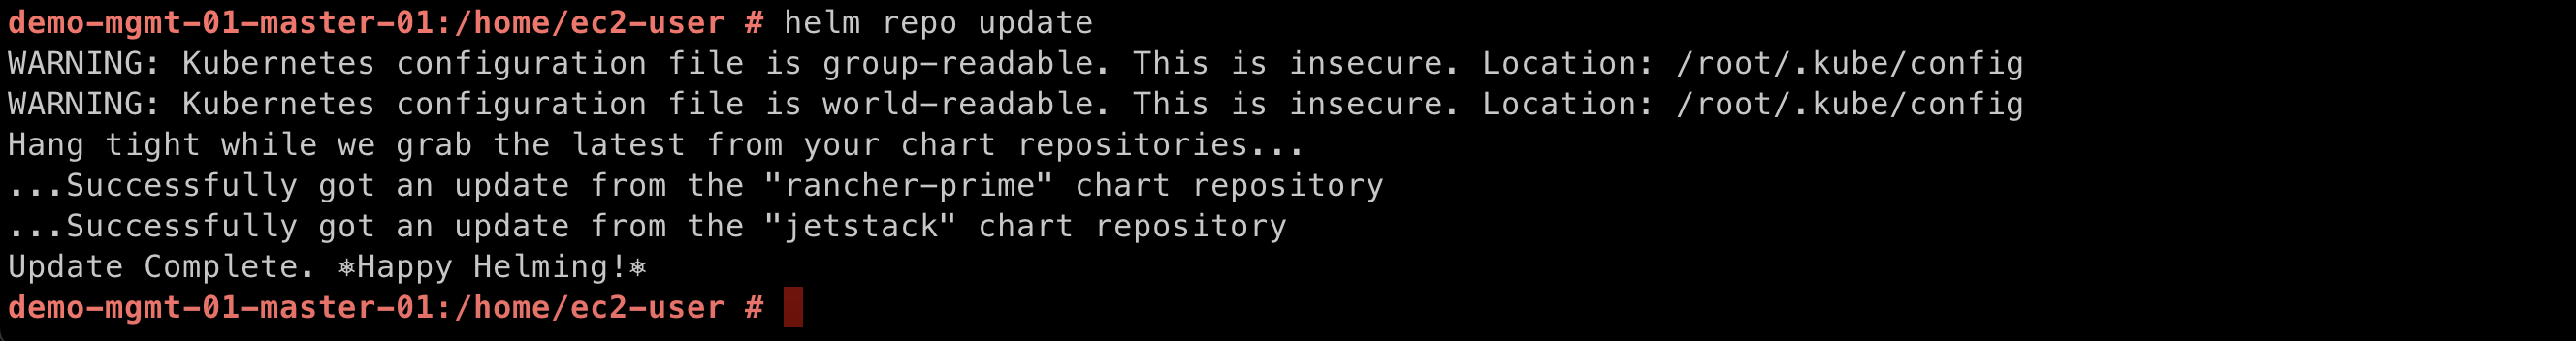 demo-mgmt-01-master-01:/home/ec2-user # helm repo update
WARNING: Kubernetes configuration file is group-readable. This is insecure. Location: /root/.kube/config
WARNING: Kubernetes configuration file is world-readable. This is insecure. Location: /root/.kube/config
Hang tight while we grab the latest from your chart repositories...
...Successfully got an update from the "rancher-prime" chart repository
...Successfully got an update from the "jetstack" chart repository
Update Complete. ⎈Happy Helming!⎈
demo-mgmt-01-master-01:/home/ec2-user #